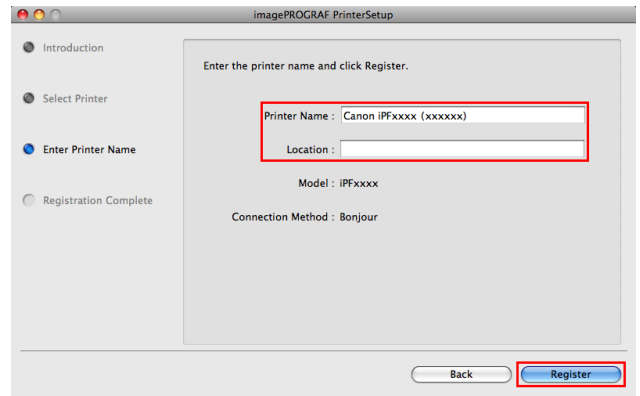 imagePROGRAF PrinterSetup
Introduction
Select Printer
Enter Printer Name
Registration Complete
Enter the printer name and click Register.
Printer Name : Canon iPFxxxx (xxxxxx)
Location :
Model : iPFxxxx
Connection Method : Bonjour
Back
Register